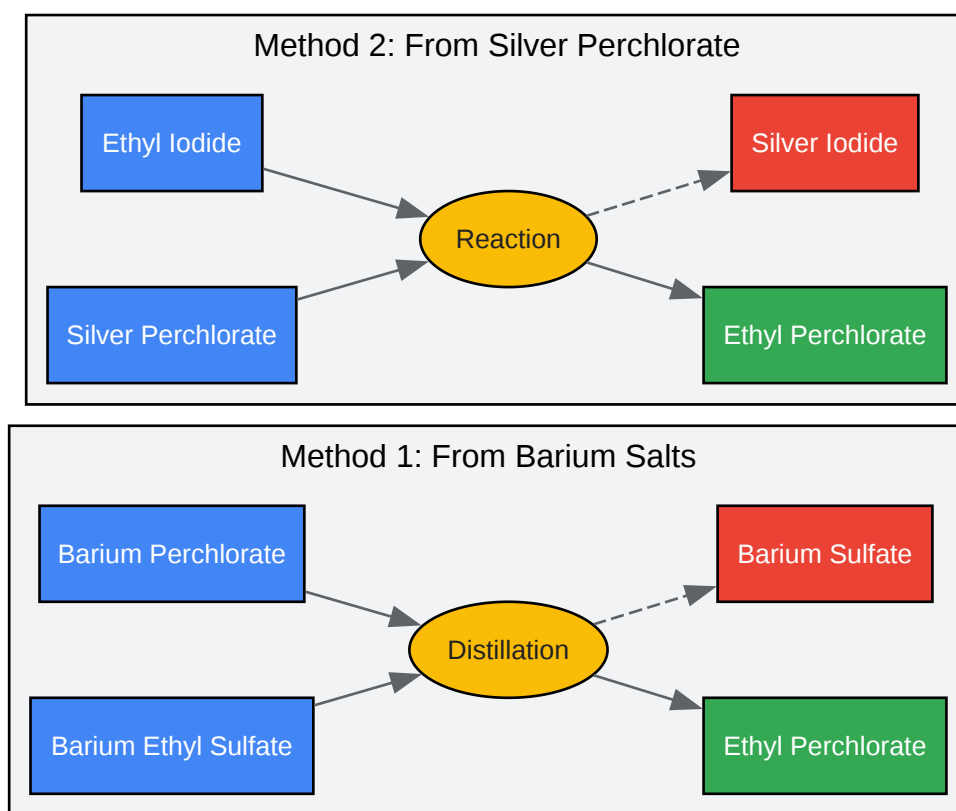 Method 2: From Silver Perchlorate
Ethyl Iodide
Silver Iodide
Reaction
Silver Perchlorate
Ethyl Perchlorate
Method 1: From Barium Salts
Barium Perchlorate
Barium Sulfate
Distillation
Barium Ethyl Sulfate
Ethyl Perchlorate